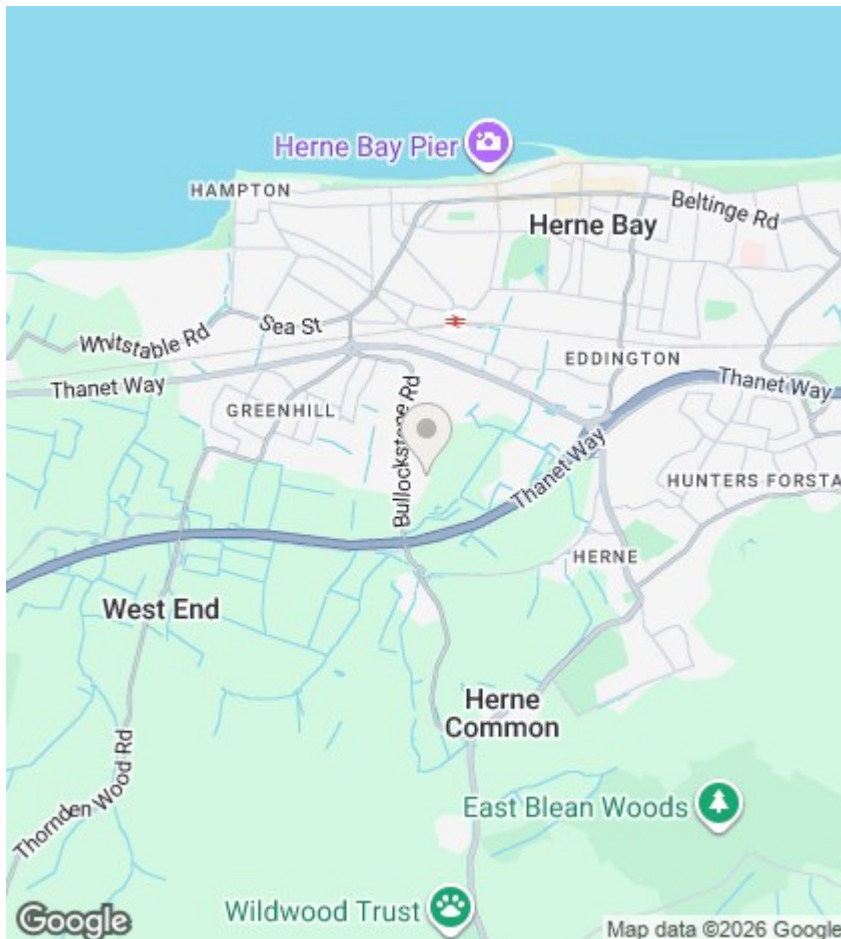 Herne Bay Pier
HAMPTON
Beltinge Rd
Herne Bay
Sea St
Whitstable Rd
EDDINGTON
Thanet Way
Thanet Way
GREENHILL
Bullockstone Rd
Thanet Way
HUNTERS FORSTA
HERNE
West End
Herne
Common
Thornden Wood Rd
East Blean Woods
Wildwood Trust
Google
Map data ©2026 Google